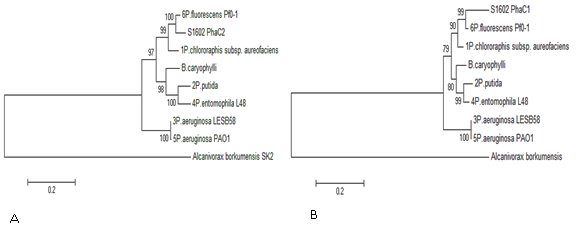 6P.fluorescens Pf0-1
100
S1602 PhaC2
99
1P.chlororaphis subsp. aureofaciens
97
B.caryophylli
2P.putida
98
100
4P.entomophila L48
3P.aeruginosa LESB58
100
5P.aeruginosa PAO1
Alcanivorax borkumensis SK2
0.2
A
S1602 PhaC1
99
6P.fluorescens Pf0-1
90
1P.chlororaphis subsp. aureofaciens
79
B.caryophylli
2P.putida
80
99
4P.entomophila L48
3P.aeruginosa LESB58
100
5P.aeruginosa PAO1
Alcanivorax borkumensis
0.2
B